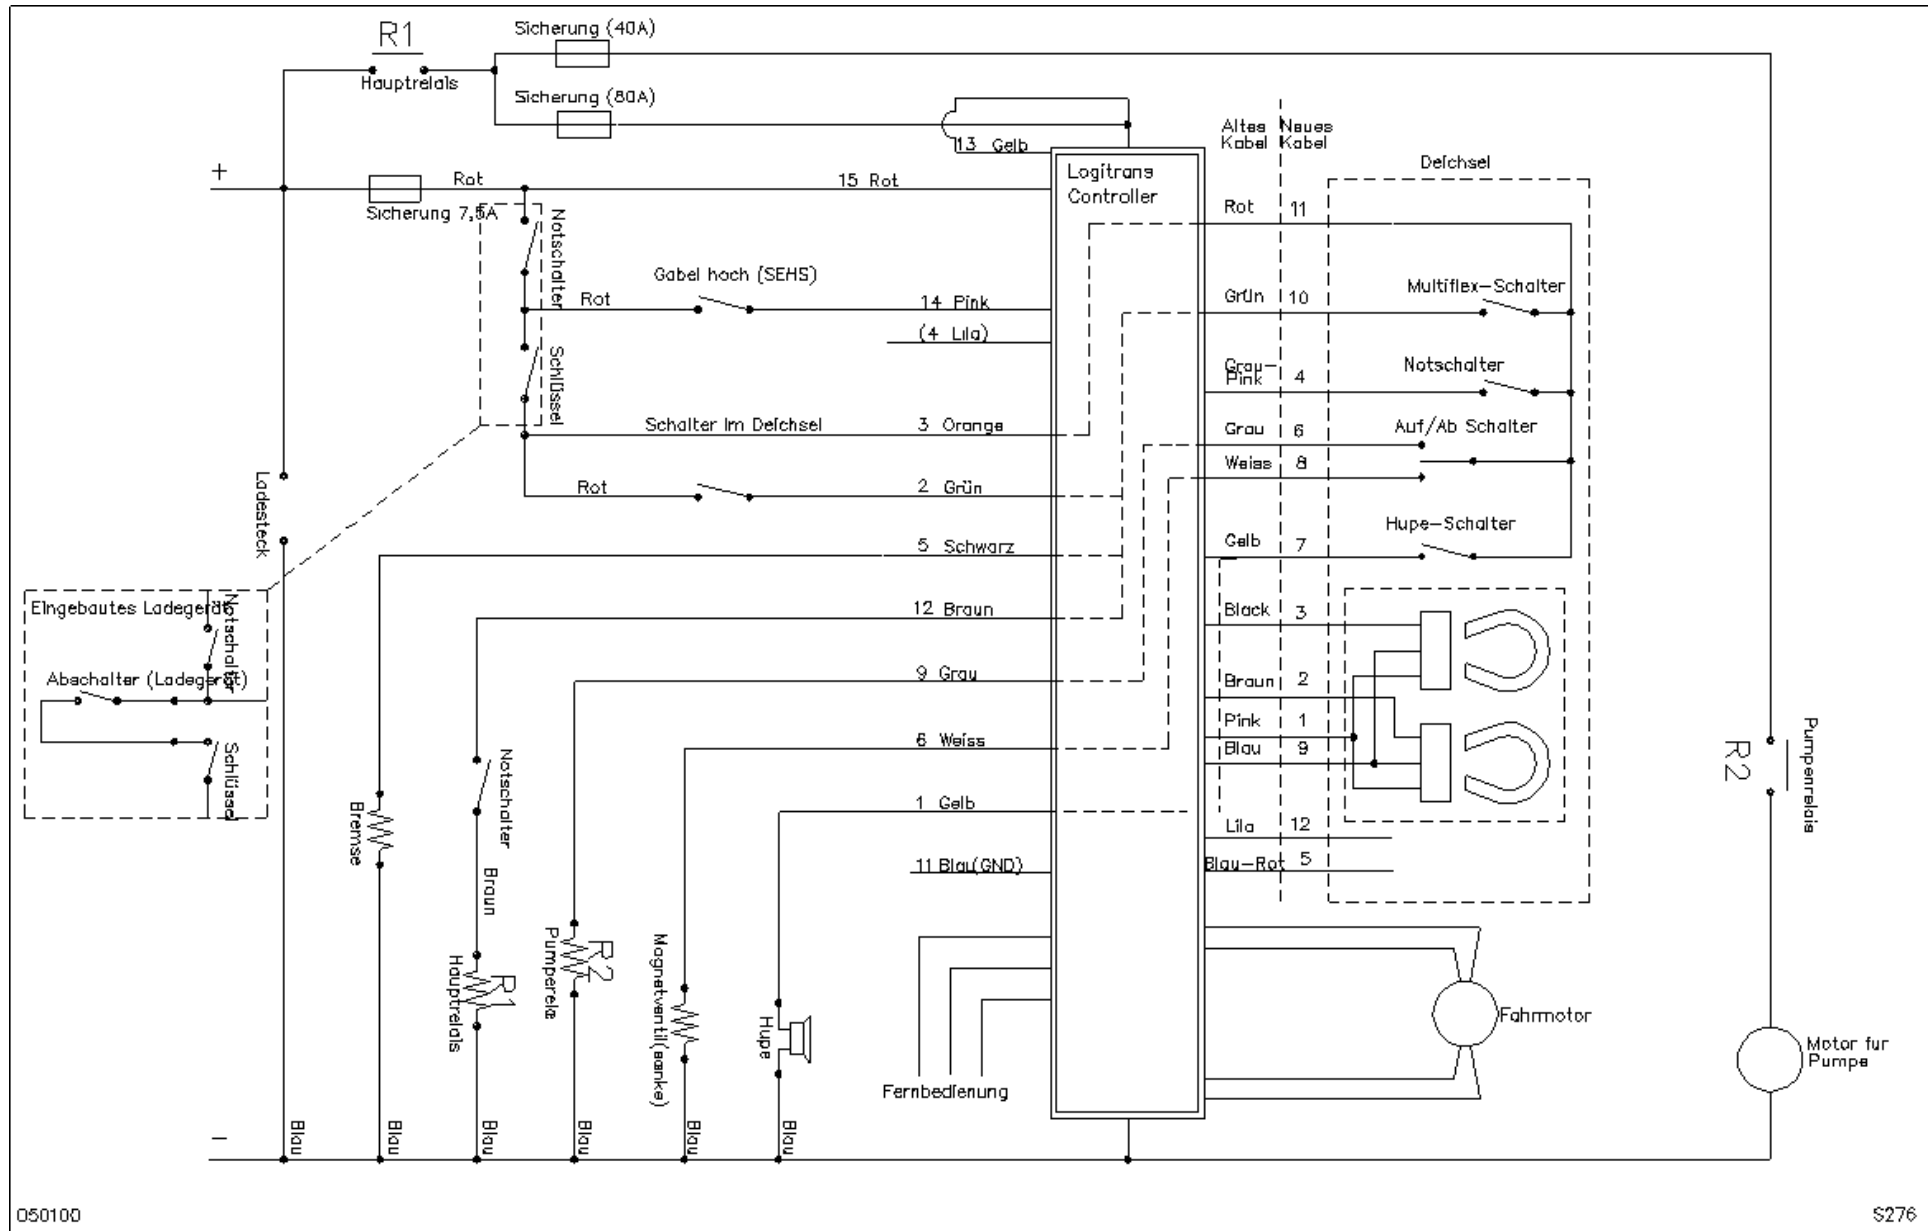 R1
Hauptrelais
Sicherung (40A)
Sicherung (80A)
13 Gelb
+
Rot
Sicherung 7,5A
15 Rot
Logitrans
Controller
Altes
Kabel
Neues
Kabel
Deichsel
Notschalter
Rot
Gabel hoch (SEHS)
14 Pink
(4 Lila)
Schlüssel
Schalter im Deichsel
3 Orange
Rot
2 Grün
5 Schwarz
12 Braun
9 Grau
6 Weiss
1 Gelb
11 Blau(GND)
Rot 11
Grün 10
Multiflex-Schalter
Grau-
Pink 4
Notschalter
Grau 6
Auf/Ab Schalter
Weiss 8
Hupe-Schalter
Gelb 7
Black 3
Braun 2
Pink 1
Blau 9
Lila 12
Blau-Rot 5
Ladesteck
Eingebautes Ladegerät
Notschalter
Abschalter (Ladegerät)
Schlüssel
Bremse
Notschalter
Braun
R1
Hauptrelais
R2
Pumperelæ
Magnetventil(senke)
Hupe
Fernbedienung
Fahrmotor
R2
Pumpenrelais
Motor fur
Pumpe
-
Blau
Blau
Blau
Blau
Blau
Blau
050100
S276